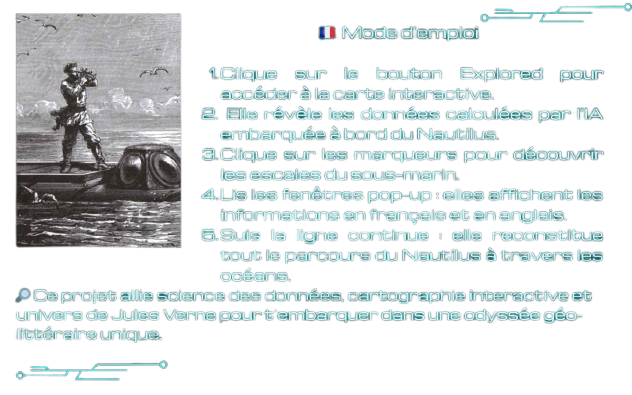 🇫🇷 Mode d'emploi
1. Clique sur le bouton Explored pour
accéder à la carte interactive.
2. Elle révèle les données calculées par l'IA
embarquée à bord du Nautilus.
3. Clique sur les marqueurs pour découvrir
les escales du sous-marin.
4. Lis les fenêtres pop-up : elles affichent les
informations en français et en anglais.
5. Suis la ligne continue : elle reconstitue
tout le parcours du Nautilus à travers les
océans.
🔎 Ce projet allie science des données, cartographie interactive et
univers de Jules Verne pour t'embarquer dans une odyssée géo-
littéraire unique.